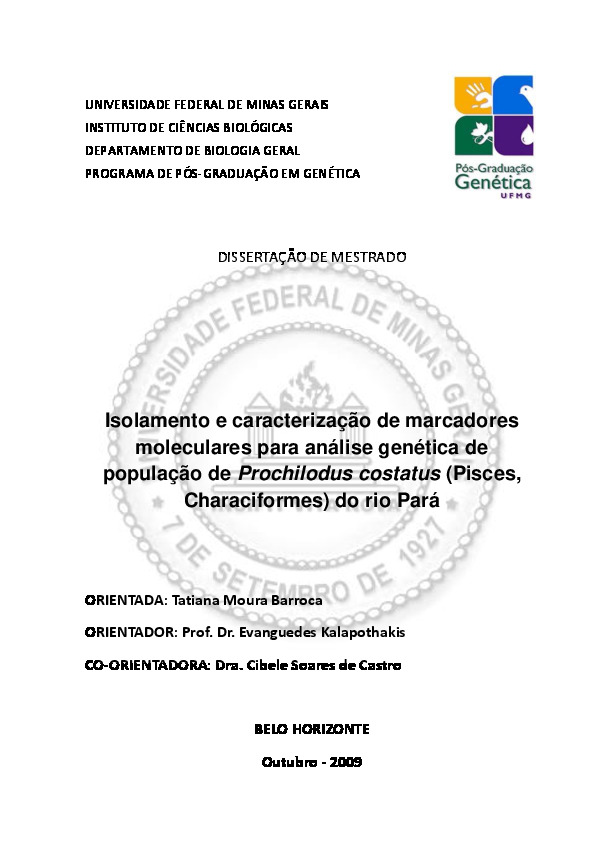 UNIVERSIDADE FEDERAL DE MINAS GERAIS
INSTITUTO DE CIÊNCIAS BIOLÓGICAS
DEPARTAMENTO DE BIOLOGIA GERAL
PROGRAMA DE PÓS-GRADUAÇÃO EM GENÉTICA
Pós-Graduação
Genética
UFMG
DISSERTAÇÃO DE MESTRADO
UNIVERSIDADE FEDERAL DE MINAS GERAIS
Isolamento e caracterização de marcadores
moleculares para análise genética de
população de Prochilodus costatus (Pisces,
Characiformes) do rio Pará
7 DE SETEMBRO DE 1927
ORIENTADA: Tatiana Moura Barroca
ORIENTADOR: Prof. Dr. Evanguedes Kalapothakis
CO-ORIENTADORA: Dra. Cibele Soares de Castro
BELO HORIZONTE
Outubro - 2009